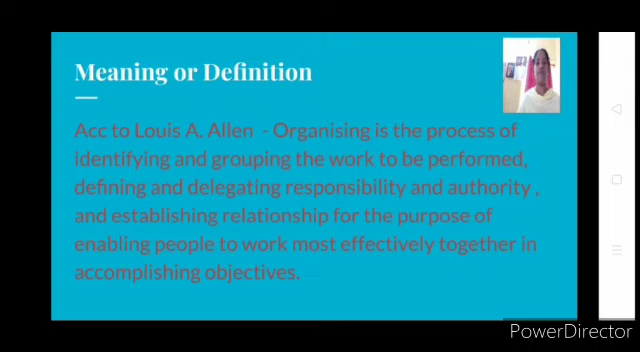 Meaning or Definition
Acc to Louis A. Allen - Organising is the process of
identifying and grouping the work to be performed,
defining and delegating responsibility and authority ,
and establishing relationship for the purpose of
enabling people to work most effectively together in
accomplishing objectives.
PowerDirector